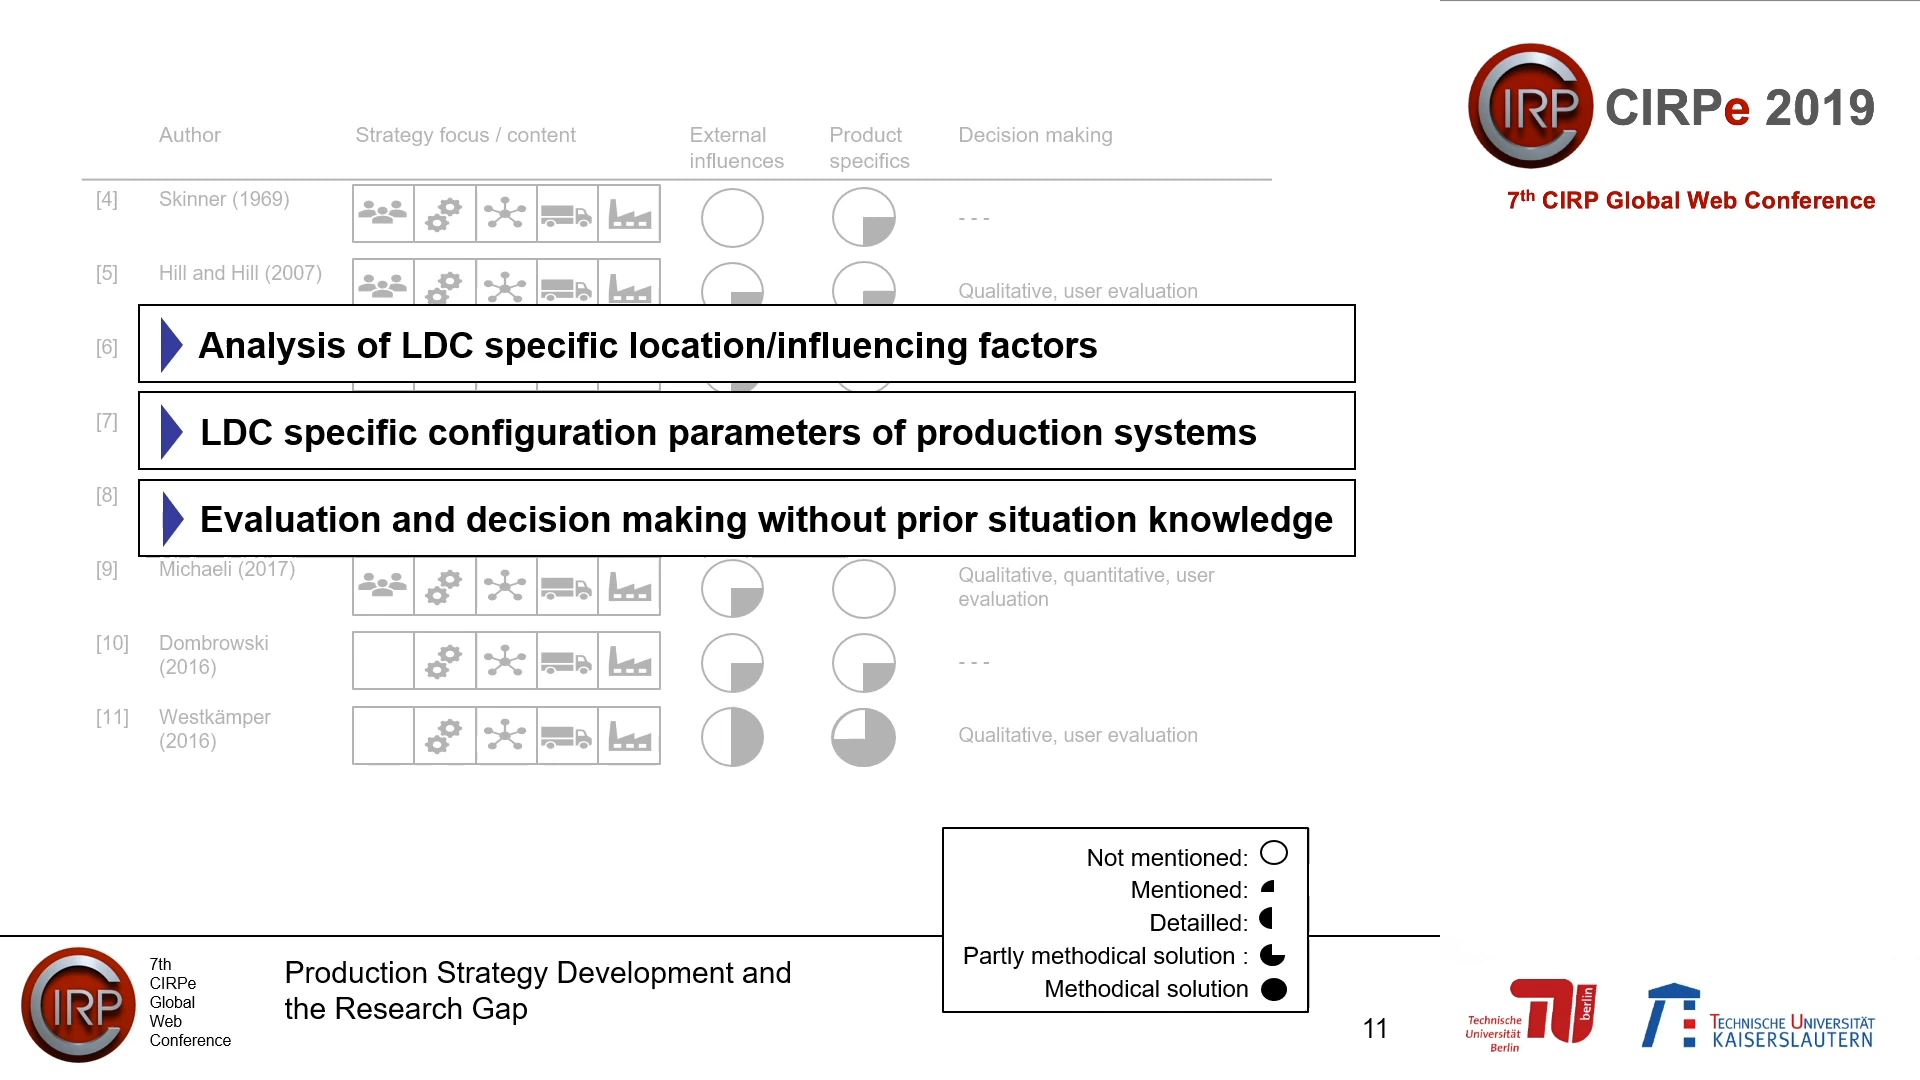 CIRP CIRPe 2019
7th CIRP Global Web Conference
Author Strategy focus / content External influences Product specifics Decision making
[4] Skinner (1969) - - -
[5] Hill and Hill (2007) Qualitative, user evaluation
[6]
Analysis of LDC specific location/influencing factors
[7]
LDC specific configuration parameters of production systems
[8]
Evaluation and decision making without prior situation knowledge
[9] Michaeli (2017) Qualitative, quantitative, user
evaluation
[10] Dombrowski
(2016) - - -
[11] Westkämper
(2016) Qualitative, user evaluation
Not mentioned:
Mentioned:
Detailled:
Partly methodical solution :
Methodical solution
CIRP
7th
CIRPe
Global
Web
Conference
Production Strategy Development and
the Research Gap
11
Technische
Universität
Berlin
berlin
TECHNISCHE UNIVERSITÄT
KAISERSLAUTERN